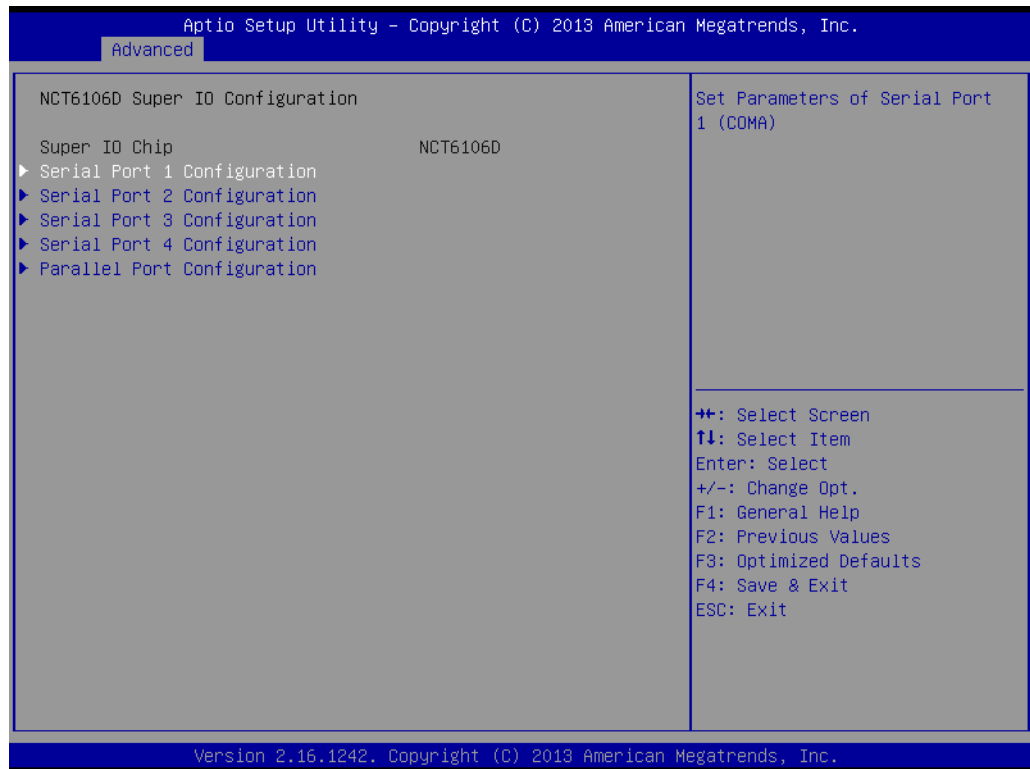 Aptio Setup Utility – Copyright (C) 2013 American Megatrends, Inc.
Advanced
NCT6106D Super IO Configuration
Super IO Chip NCT6106D
▶ Serial Port 1 Configuration
▶ Serial Port 2 Configuration
▶ Serial Port 3 Configuration
▶ Serial Port 4 Configuration
▶ Parallel Port Configuration
Set Parameters of Serial Port
1 (COMA)
→←: Select Screen
↑↓: Select Item
Enter: Select
+/-: Change Opt.
F1: General Help
F2: Previous Values
F3: Optimized Defaults
F4: Save & Exit
ESC: Exit
Version 2.16.1242. Copyright (C) 2013 American Megatrends, Inc.